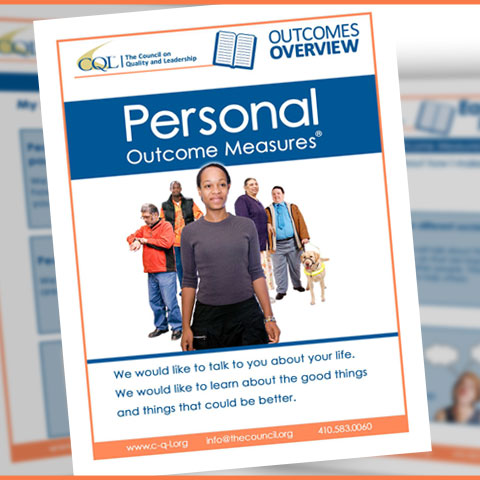 CQL | The Council on
Quality and Leadership
OUTCOMES
OVERVIEW
Personal
Outcome Measures®
We would like to talk to you about your life.
We would like to learn about the good things
and things that could be better.
www.c-q-l.org info@thecouncil.org 410.583.0060
CQL
My